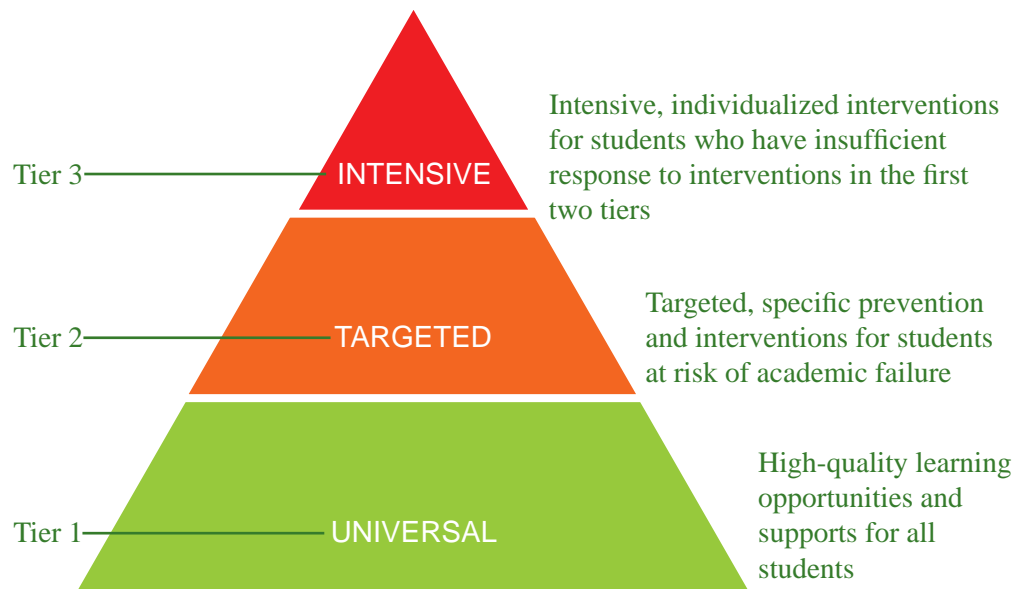 Intensive, individualized interventions
for students who have insufficient
response to interventions in the first
two tiers
Tier 3
INTENSIVE
Targeted, specific prevention
and interventions for students
at risk of academic failure
Tier 2
TARGETED
High-quality learning
opportunities and
supports for all
students
Tier 1
UNIVERSAL